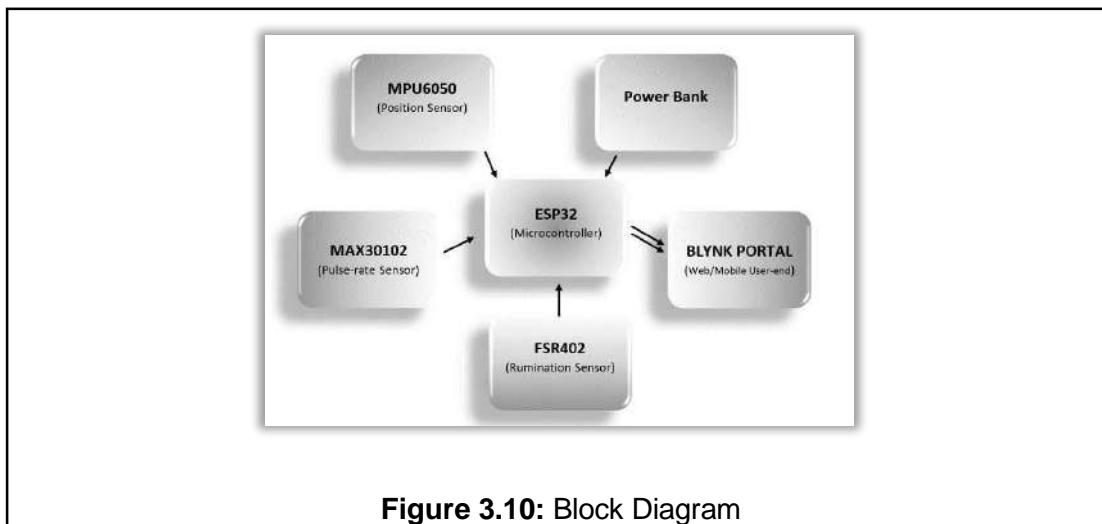 MPU6050
(Position Sensor)
Power Bank
ESP32
(Microcontroller)
MAX30102
(Pulse-rate Sensor)
BLYNK PORTAL
(Web/Mobile User-end)
FSR402
(Rumination Sensor)
Figure 3.10: Block Diagram